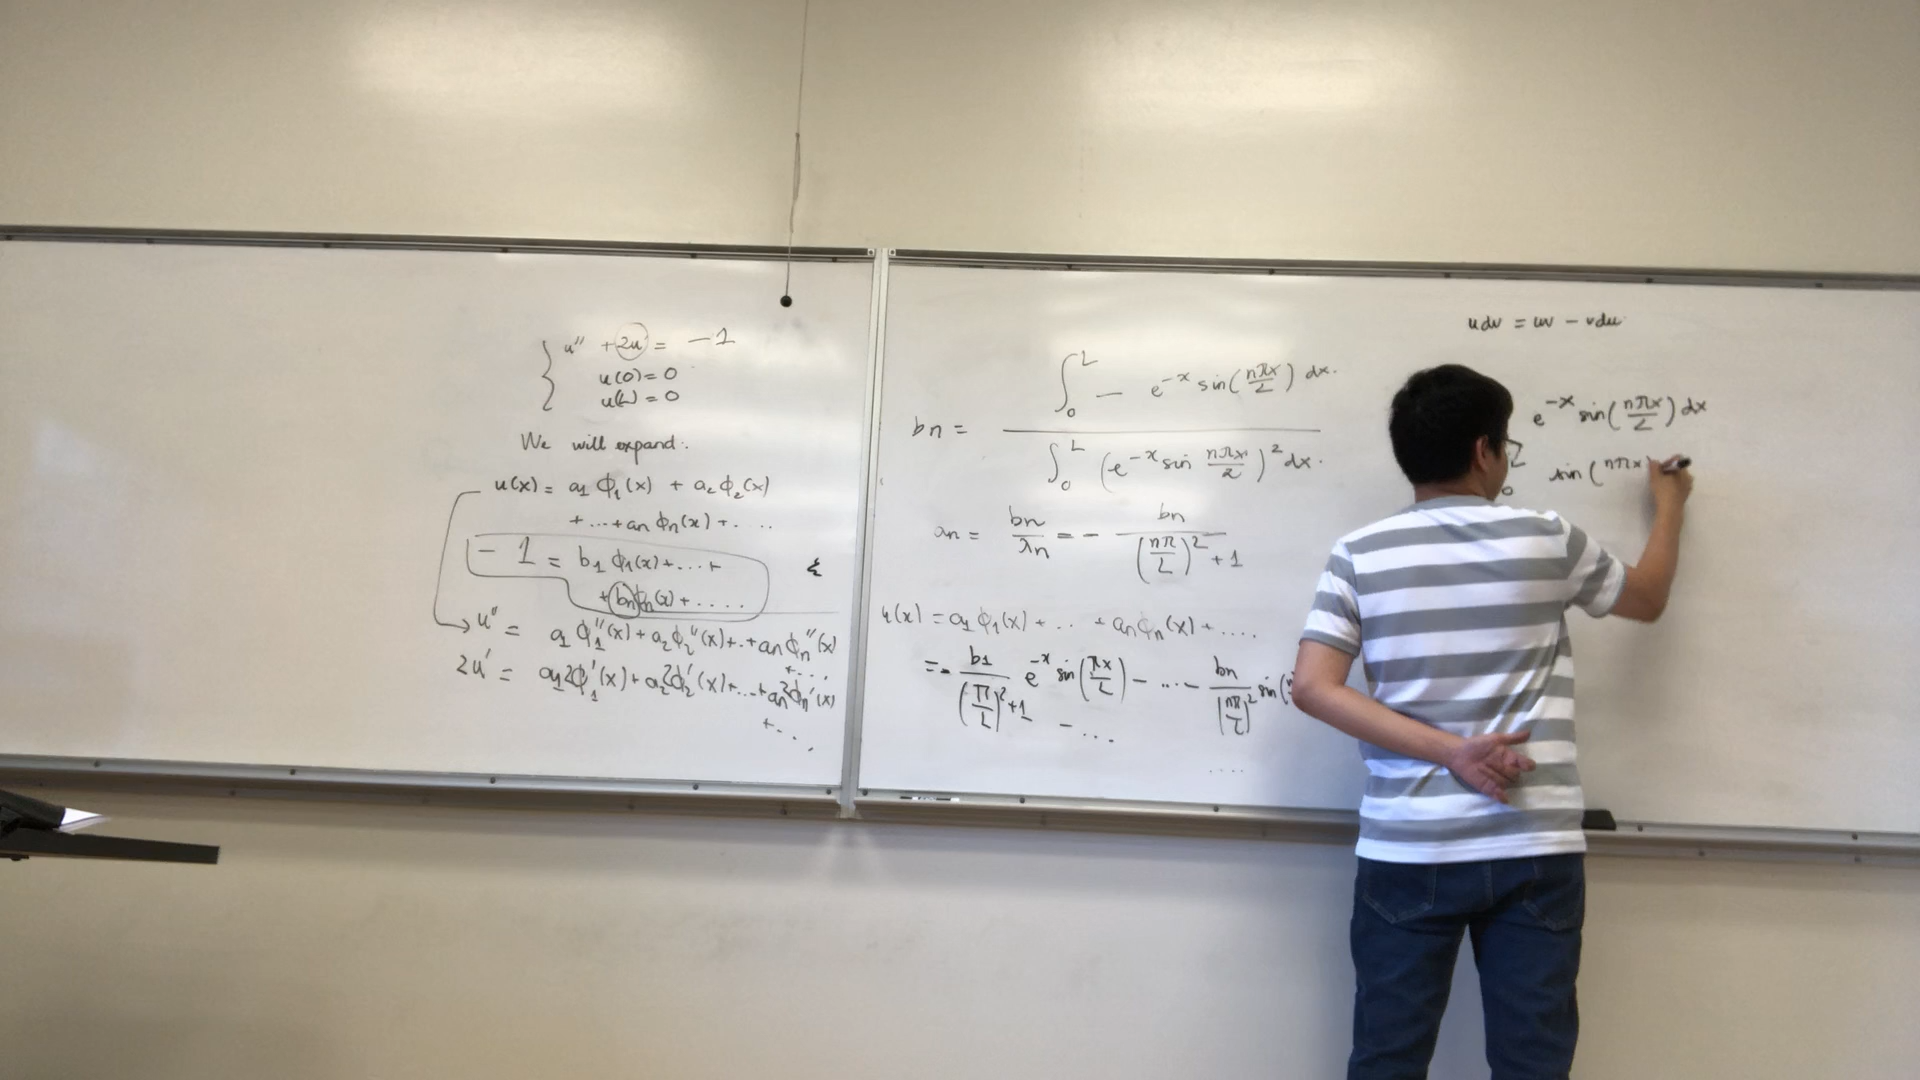 u'' + 2u' = -1
u(0) = 0
u(L) = 0
We will expand:
u(x) = a1 ϕ1(x) + a2 ϕ2(x)
+ ... + an ϕn(x) + ....
- 1 = b1 ϕ1(x) + ... +
+ bn ϕn(x) + ....
u'' = a1 ϕ1''(x) + a2 ϕ2''(x) + .. + an ϕn''(x)
+ ...
2u' = a1 2ϕ1'(x) + a2 2ϕ2'(x) + ... + an 2ϕn'(x)
+ ...
bn = ∫_0^L - e^{-x} sin(nπx/L) dx. / ∫_0^L (e^{-x} sin nπx/L)^2 dx.
an = bn/λn = - bn/((nπ/L)^2 + 1)
u(x) = a1 ϕ1(x) + .. + an ϕn(x) + ....
= - b1/((π/L)^2 + 1) e^{-x} sin(πx/L) - ... - bn/(nπ/L)^2 sin(
- ...
....
udv = uv - vdu
e^{-x} sin(nπx/L) dx
sin(nπx